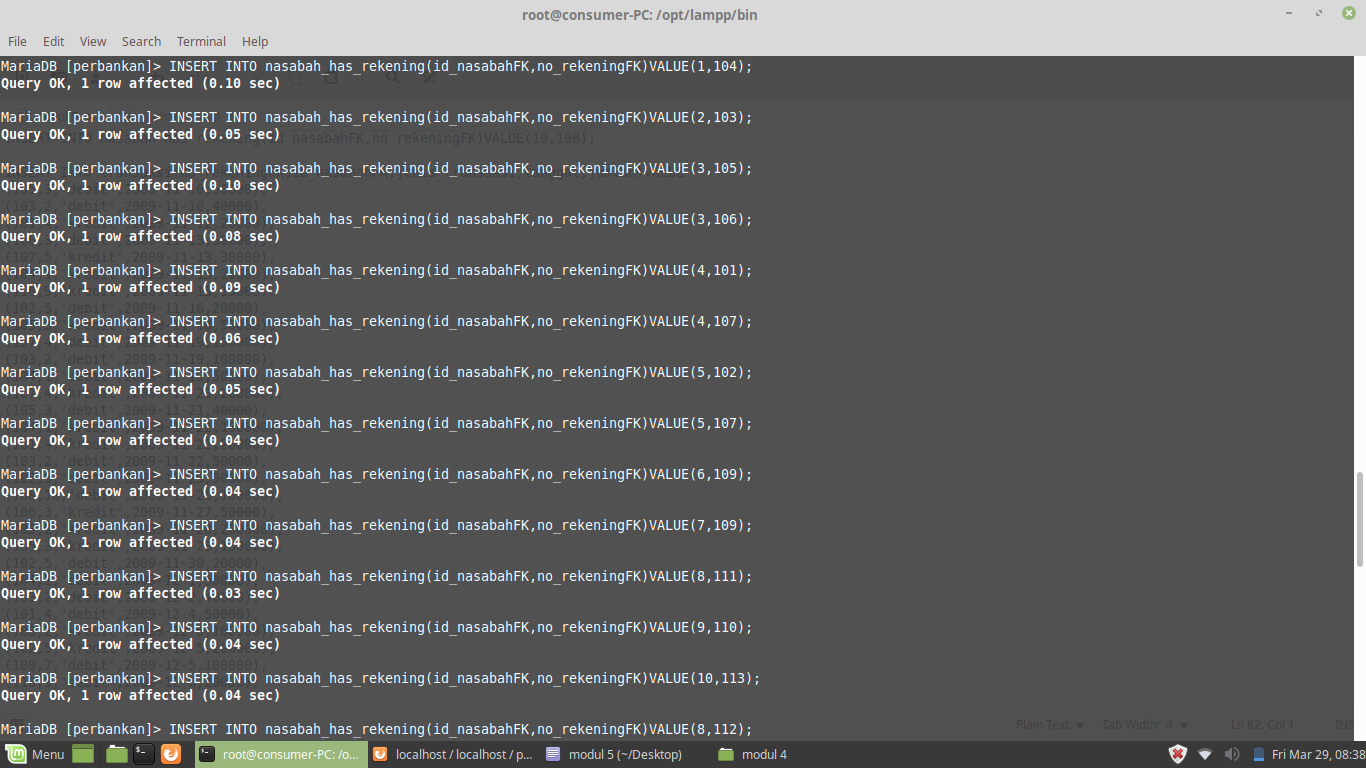 root@consumer-PC: /opt/lampp/bin
File Edit View Search Terminal Help
MariaDB [perbankan]> INSERT INTO nasabah_has_rekening(id_nasabahFK,no_rekeningFK)VALUE(1,104);
Query OK, 1 row affected (0.10 sec)
MariaDB [perbankan]> INSERT INTO nasabah_has_rekening(id_nasabahFK,no_rekeningFK)VALUE(2,103);
Query OK, 1 row affected (0.05 sec)
MariaDB [perbankan]> INSERT INTO nasabah_has_rekening(id_nasabahFK,no_rekeningFK)VALUE(3,105);
Query OK, 1 row affected (0.10 sec)
MariaDB [perbankan]> INSERT INTO nasabah_has_rekening(id_nasabahFK,no_rekeningFK)VALUE(3,106);
Query OK, 1 row affected (0.08 sec)
MariaDB [perbankan]> INSERT INTO nasabah_has_rekening(id_nasabahFK,no_rekeningFK)VALUE(4,101);
Query OK, 1 row affected (0.09 sec)
MariaDB [perbankan]> INSERT INTO nasabah_has_rekening(id_nasabahFK,no_rekeningFK)VALUE(4,107);
Query OK, 1 row affected (0.06 sec)
MariaDB [perbankan]> INSERT INTO nasabah_has_rekening(id_nasabahFK,no_rekeningFK)VALUE(5,102);
Query OK, 1 row affected (0.05 sec)
MariaDB [perbankan]> INSERT INTO nasabah_has_rekening(id_nasabahFK,no_rekeningFK)VALUE(5,107);
Query OK, 1 row affected (0.04 sec)
MariaDB [perbankan]> INSERT INTO nasabah_has_rekening(id_nasabahFK,no_rekeningFK)VALUE(6,109);
Query OK, 1 row affected (0.04 sec)
MariaDB [perbankan]> INSERT INTO nasabah_has_rekening(id_nasabahFK,no_rekeningFK)VALUE(7,109);
Query OK, 1 row affected (0.04 sec)
MariaDB [perbankan]> INSERT INTO nasabah_has_rekening(id_nasabahFK,no_rekeningFK)VALUE(8,111);
Query OK, 1 row affected (0.03 sec)
MariaDB [perbankan]> INSERT INTO nasabah_has_rekening(id_nasabahFK,no_rekeningFK)VALUE(9,110);
Query OK, 1 row affected (0.04 sec)
MariaDB [perbankan]> INSERT INTO nasabah_has_rekening(id_nasabahFK,no_rekeningFK)VALUE(10,113);
Query OK, 1 row affected (0.04 sec)
Plain Text Tab Width: 4 Ln 82, Col 1 INS
MariaDB [perbankan]> INSERT INTO nasabah_has_rekening(id_nasabahFK,no_rekeningFK)VALUE(8,112);
Menu root@consumer-PC: /o... localhost / localhost / p... modul 5 (~/Desktop) modul 4 Fri Mar 29, 08:38